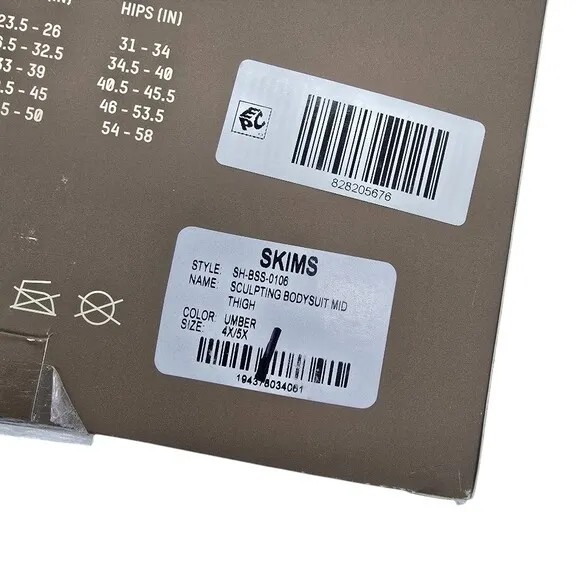 HIPS (IN)
23.5 - 26
31 - 34
6.5 - 32.5
34.5 - 40
33 - 39
40.5 - 45.5
.5 - 45
46 - 53.5
5 - 50
54 - 58
828205676
SKIMS
STYLE: SH-BSS-0106
NAME: SCULPTING BODYSUIT MID
THIGH
COLOR: UMBER
SIZE: 4X/5X